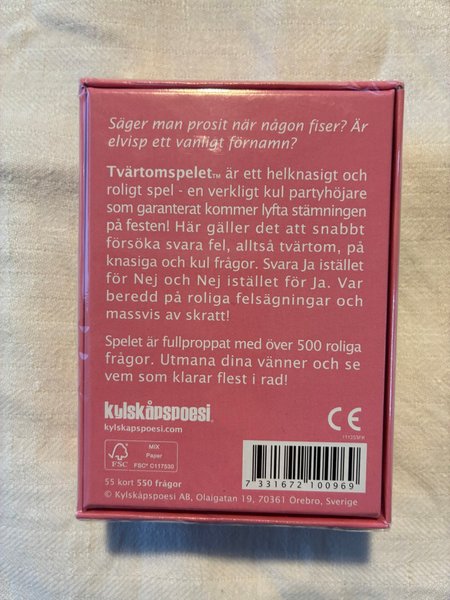 Säger man prosit när någon fiser? Är
elvisp ett vanligt förnamn?
Tvärtomspelet™ är ett helknasigt och
roligt spel - en verkligt kul partyhöjare
som garanterat kommer lyfta stämningen
på festen! Här gäller det att snabbt
försöka svara fel, alltså tvärtom, på
knasiga och kul frågor. Svara Ja istället
för Nej och Nej istället för Ja. Var
beredd på roliga felsägningar och
massvis av skratt!
Spelet är fullproppat med över 500 roliga
frågor. Utmana dina vänner och se
vem som klarar flest i rad!
kylskåpspoesi
kylskapspoesi.com
CE
FSC
MIX
Paper
FSC® C117530
7 331672 100969
55 kort 550 frågor
© Kylskåpspoesi AB, Olaigatan 19, 70361 Örebro, Sverige